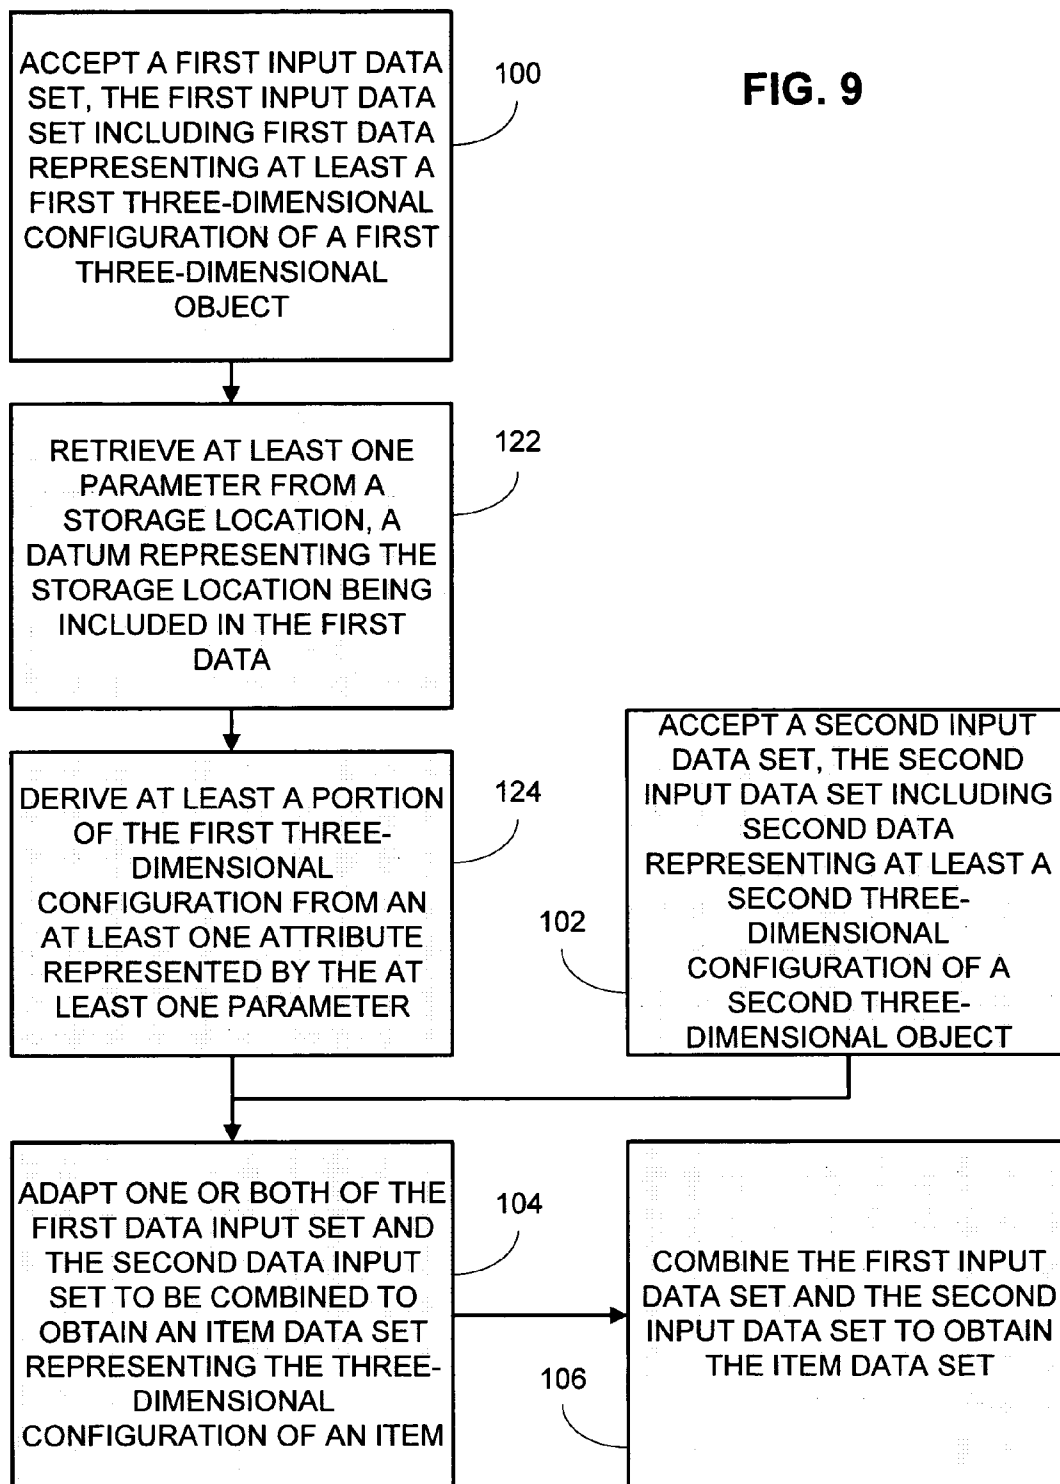 FIG. 9
ACCEPT A FIRST INPUT DATA
SET, THE FIRST INPUT DATA
SET INCLUDING FIRST DATA
REPRESENTING AT LEAST A
FIRST THREE-DIMENSIONAL
CONFIGURATION OF A FIRST
THREE-DIMENSIONAL
OBJECT
100
RETRIEVE AT LEAST ONE
PARAMETER FROM A
STORAGE LOCATION, A
DATUM REPRESENTING THE
STORAGE LOCATION BEING
INCLUDED IN THE FIRST
DATA
122
DERIVE AT LEAST A PORTION
OF THE FIRST THREE-
DIMENSIONAL
CONFIGURATION FROM AN
AT LEAST ONE ATTRIBUTE
REPRESENTED BY THE AT
LEAST ONE PARAMETER
124
ACCEPT A SECOND INPUT
DATA SET, THE SECOND
INPUT DATA SET INCLUDING
SECOND DATA
REPRESENTING AT LEAST A
SECOND THREE-
DIMENSIONAL
CONFIGURATION OF A
SECOND THREE-
DIMENSIONAL OBJECT
102
ADAPT ONE OR BOTH OF THE
FIRST DATA INPUT SET AND
THE SECOND DATA INPUT
SET TO BE COMBINED TO
OBTAIN AN ITEM DATA SET
REPRESENTING THE THREE-
DIMENSIONAL
CONFIGURATION OF AN ITEM
104
COMBINE THE FIRST INPUT
DATA SET AND THE SECOND
INPUT DATA SET TO OBTAIN
THE ITEM DATA SET
106